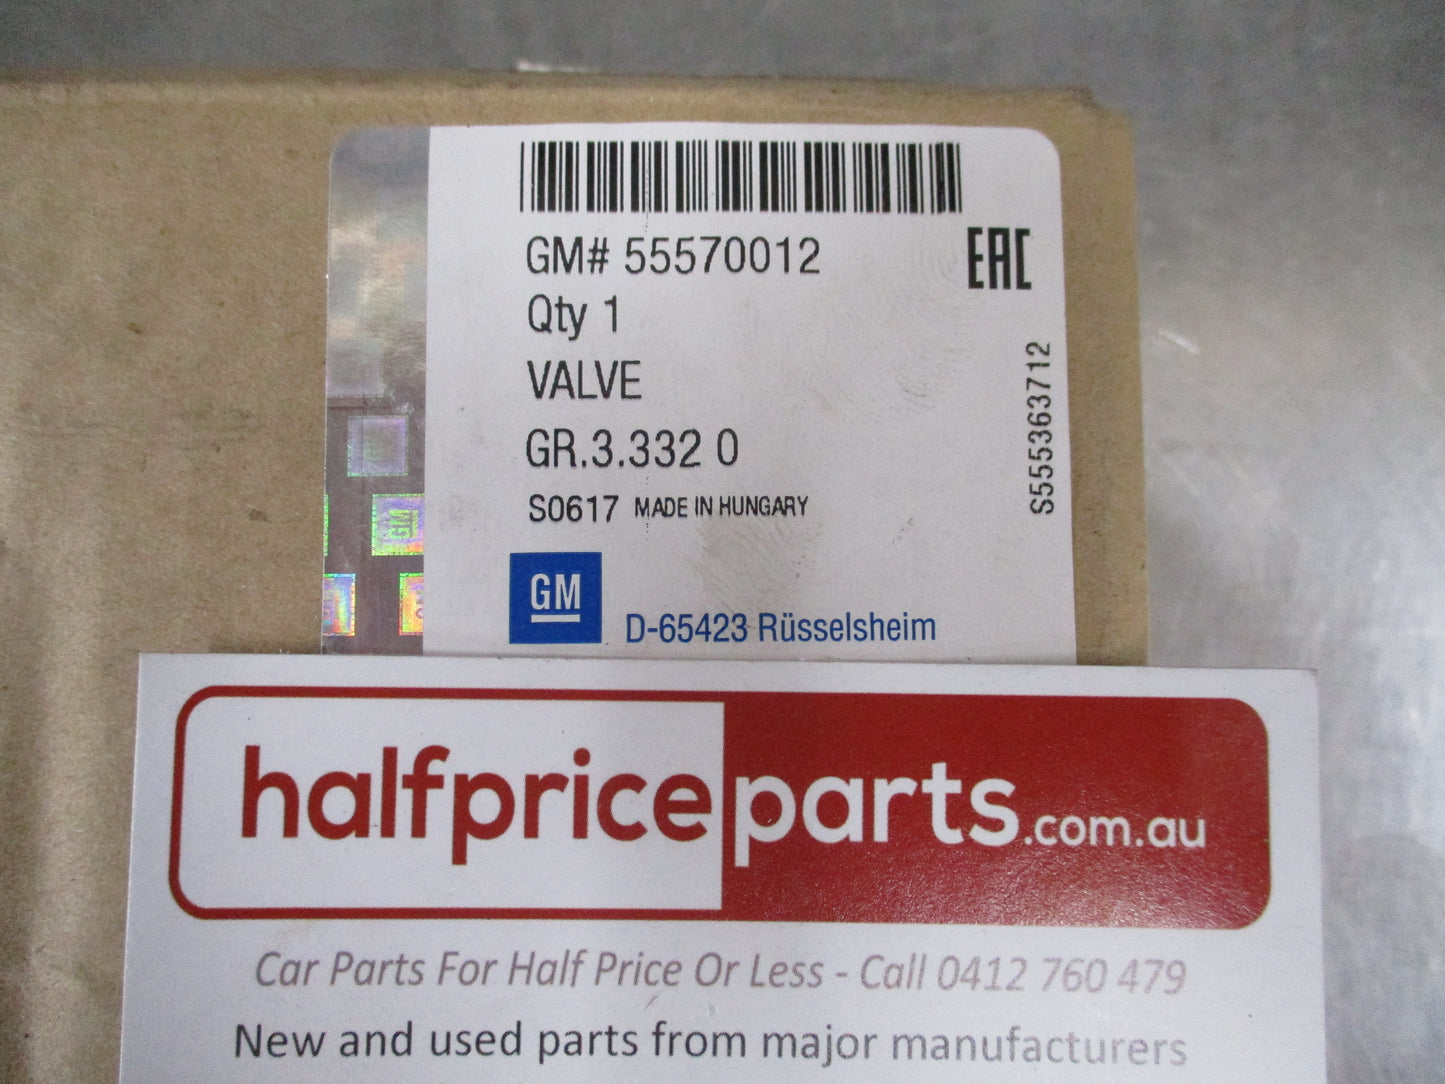 GM# 55570012
EAC
Qty 1
VALVE
GR.3.332 0
S0617 MADE IN HUNGARY
S555363712
GM
GM
D-65423 Rüsselsheim
halfpriceparts.com.au
Car Parts For Half Price Or Less - Call 0412 760 479
New and used parts from major manufacturers